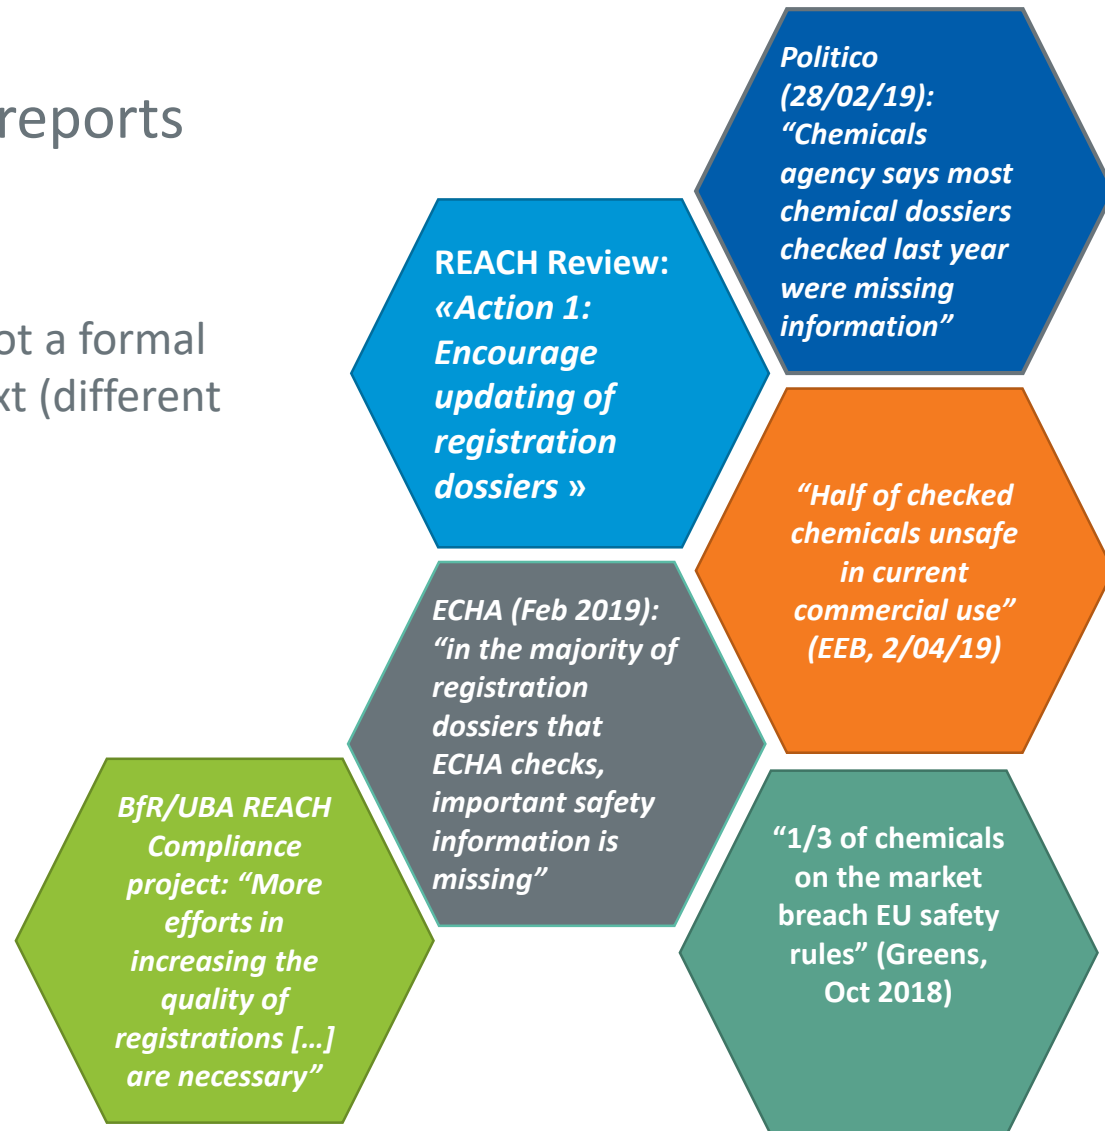 reports
ot a formal
xt (different
Politico
(28/02/19):
“Chemicals
agency says most
chemical dossiers
checked last year
were missing
information”
REACH Review:
«Action 1:
Encourage
updating of
registration
dossiers »
“Half of checked
chemicals unsafe
in current
commercial use”
(EEB, 2/04/19)
ECHA (Feb 2019):
“in the majority of
registration
dossiers that
ECHA checks,
important safety
information is
missing”
“1/3 of chemicals
on the market
breach EU safety
rules” (Greens,
Oct 2018)
BfR/UBA REACH
Compliance
project: “More
efforts in
increasing the
quality of
registrations […]
are necessary”